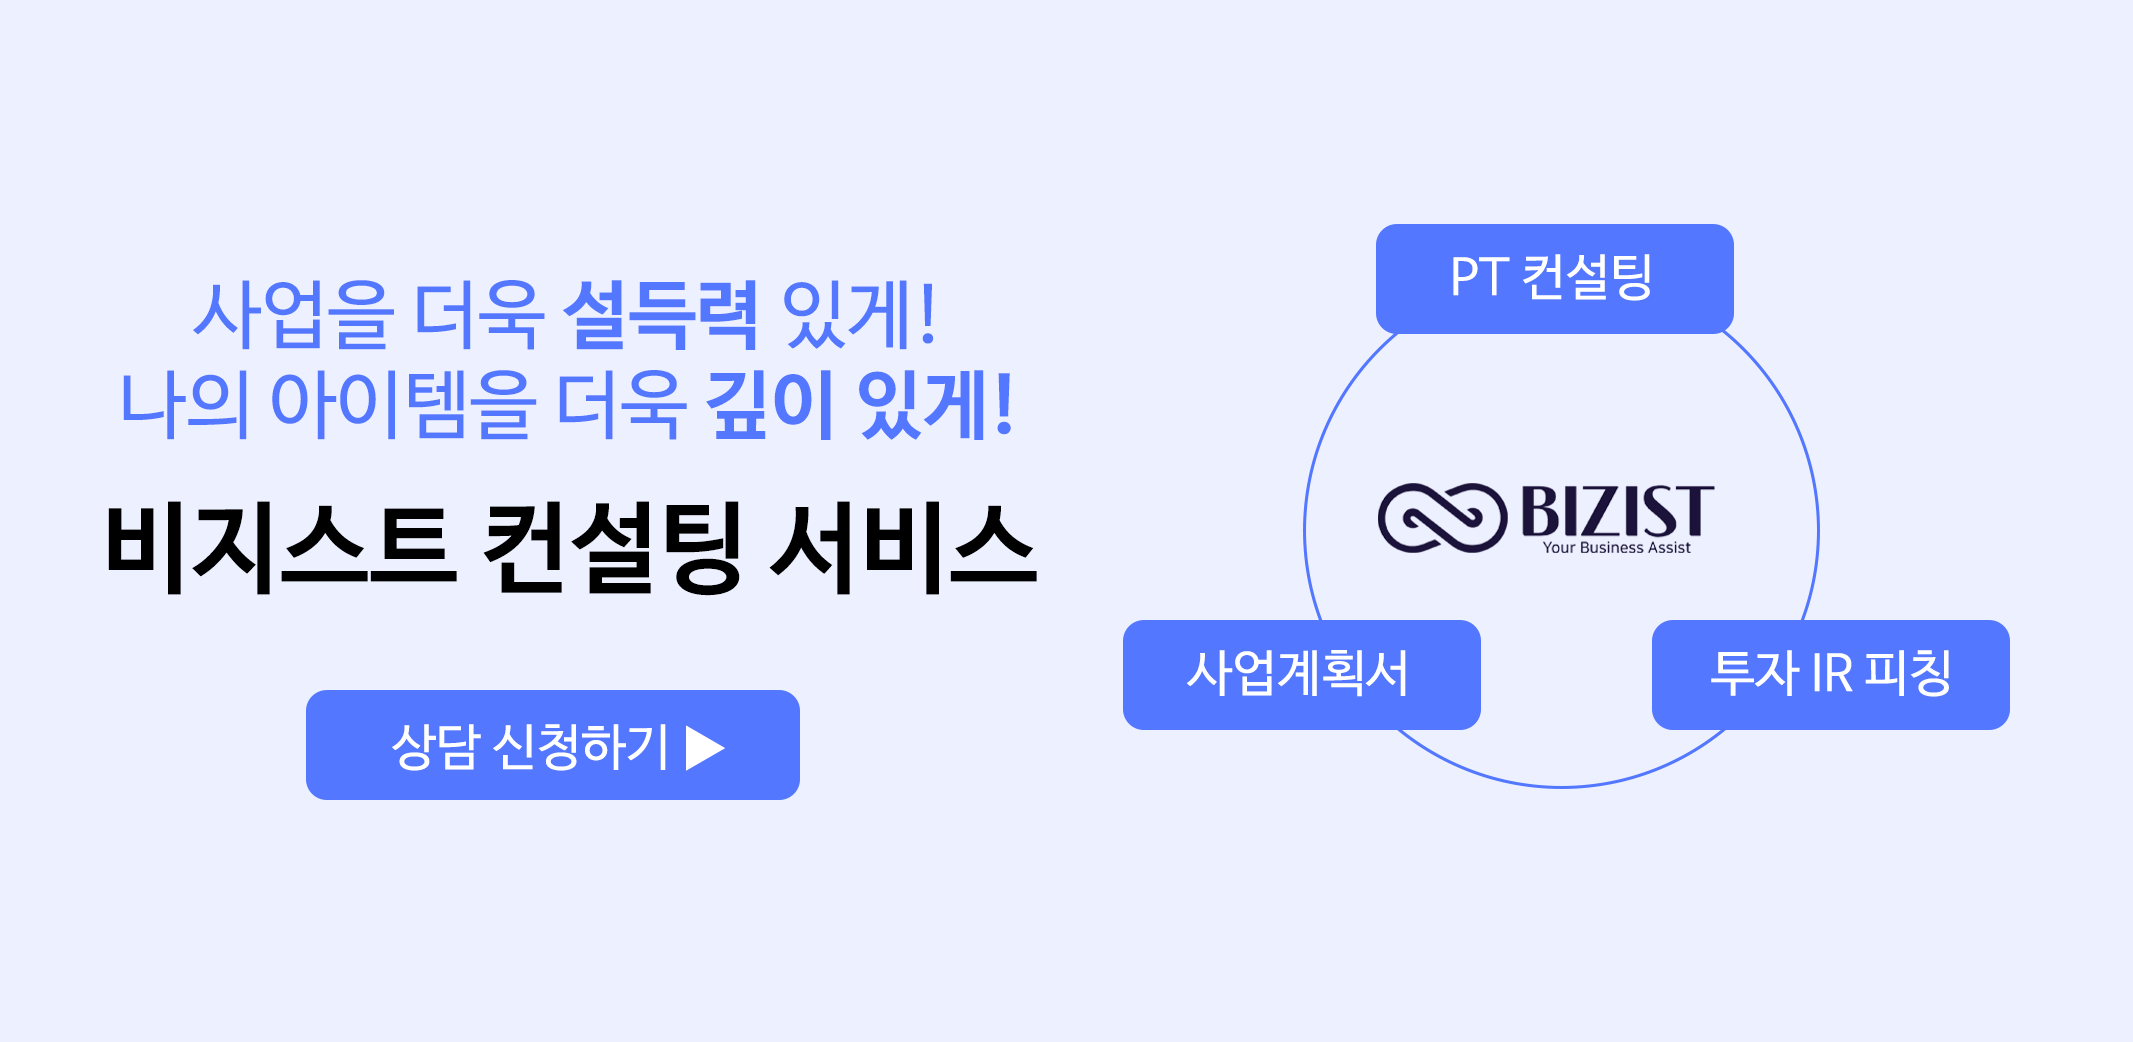 사업을 더욱 설득력 있게!
나의 아이템을 더욱 깊이 있게!
비지스트 컨설팅 서비스
상담 신청하기 ▶
PT 컨설팅
BIZIST
Your Business Assist
사업계획서
투자 IR 피칭